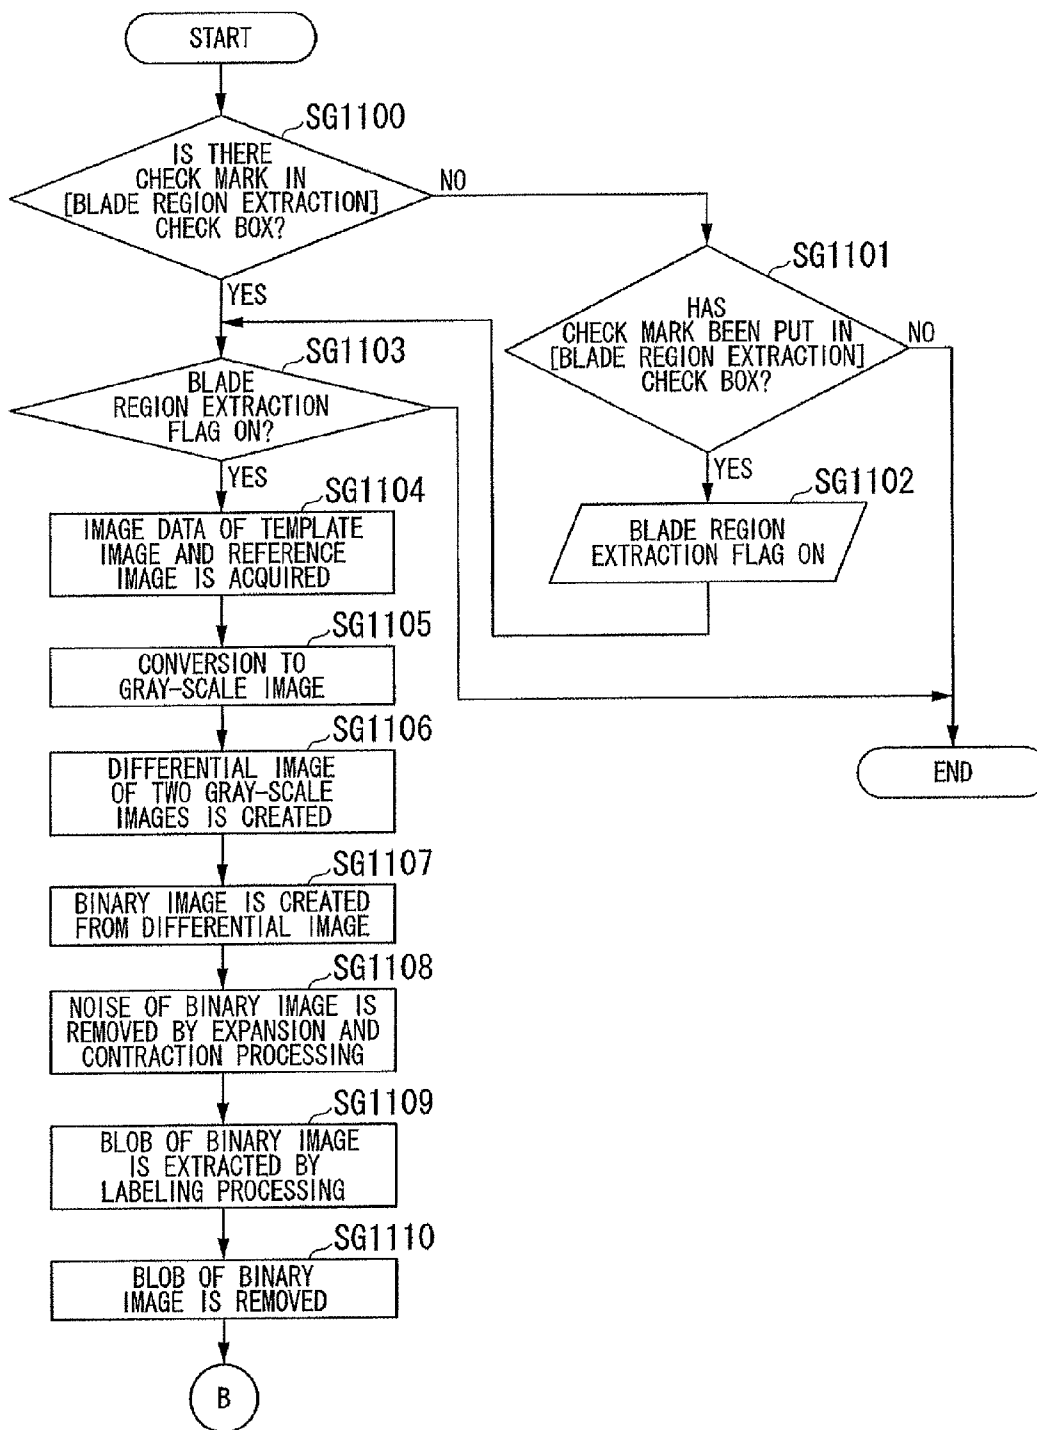 START
SG1100
IS THERE
CHECK MARK IN
[BLADE REGION EXTRACTION]
CHECK BOX?
NO
YES
SG1101
HAS
CHECK MARK BEEN PUT IN
[BLADE REGION EXTRACTION]
CHECK BOX?
NO
YES
SG1102
BLADE REGION
EXTRACTION FLAG ON
SG1103
BLADE
REGION EXTRACTION
FLAG ON?
YES
SG1104
IMAGE DATA OF TEMPLATE
IMAGE AND REFERENCE
IMAGE IS ACQUIRED
SG1105
CONVERSION TO
GRAY-SCALE IMAGE
SG1106
DIFFERENTIAL IMAGE
OF TWO GRAY-SCALE
IMAGES IS CREATED
END
SG1107
BINARY IMAGE IS CREATED
FROM DIFFERENTIAL IMAGE
SG1108
NOISE OF BINARY IMAGE IS
REMOVED BY EXPANSION AND
CONTRACTION PROCESSING
SG1109
BLOB OF BINARY IMAGE
IS EXTRACTED BY
LABELING PROCESSING
SG1110
BLOB OF BINARY
IMAGE IS REMOVED
B